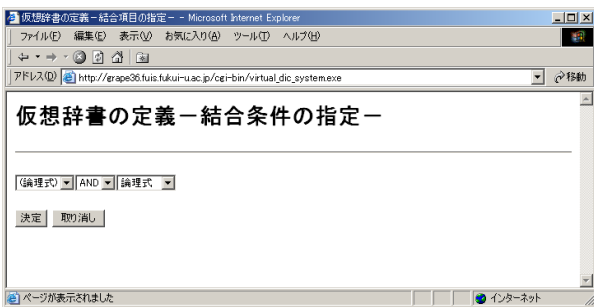 仮想辞書の定義－結合項目の指定－ - Microsoft Internet Explorer
ファイル(F) 編集(E) 表示(V) お気に入り(A) ツール(T) ヘルプ(H)
アドレス(D) http://grape36.fuis.fukui-u.ac.jp/cgi-bin/virtual_dic_system.exe 移動
仮想辞書の定義－結合条件の指定－
(論理式) AND 論理式
決定 取り消し
ページが表示されました インターネット